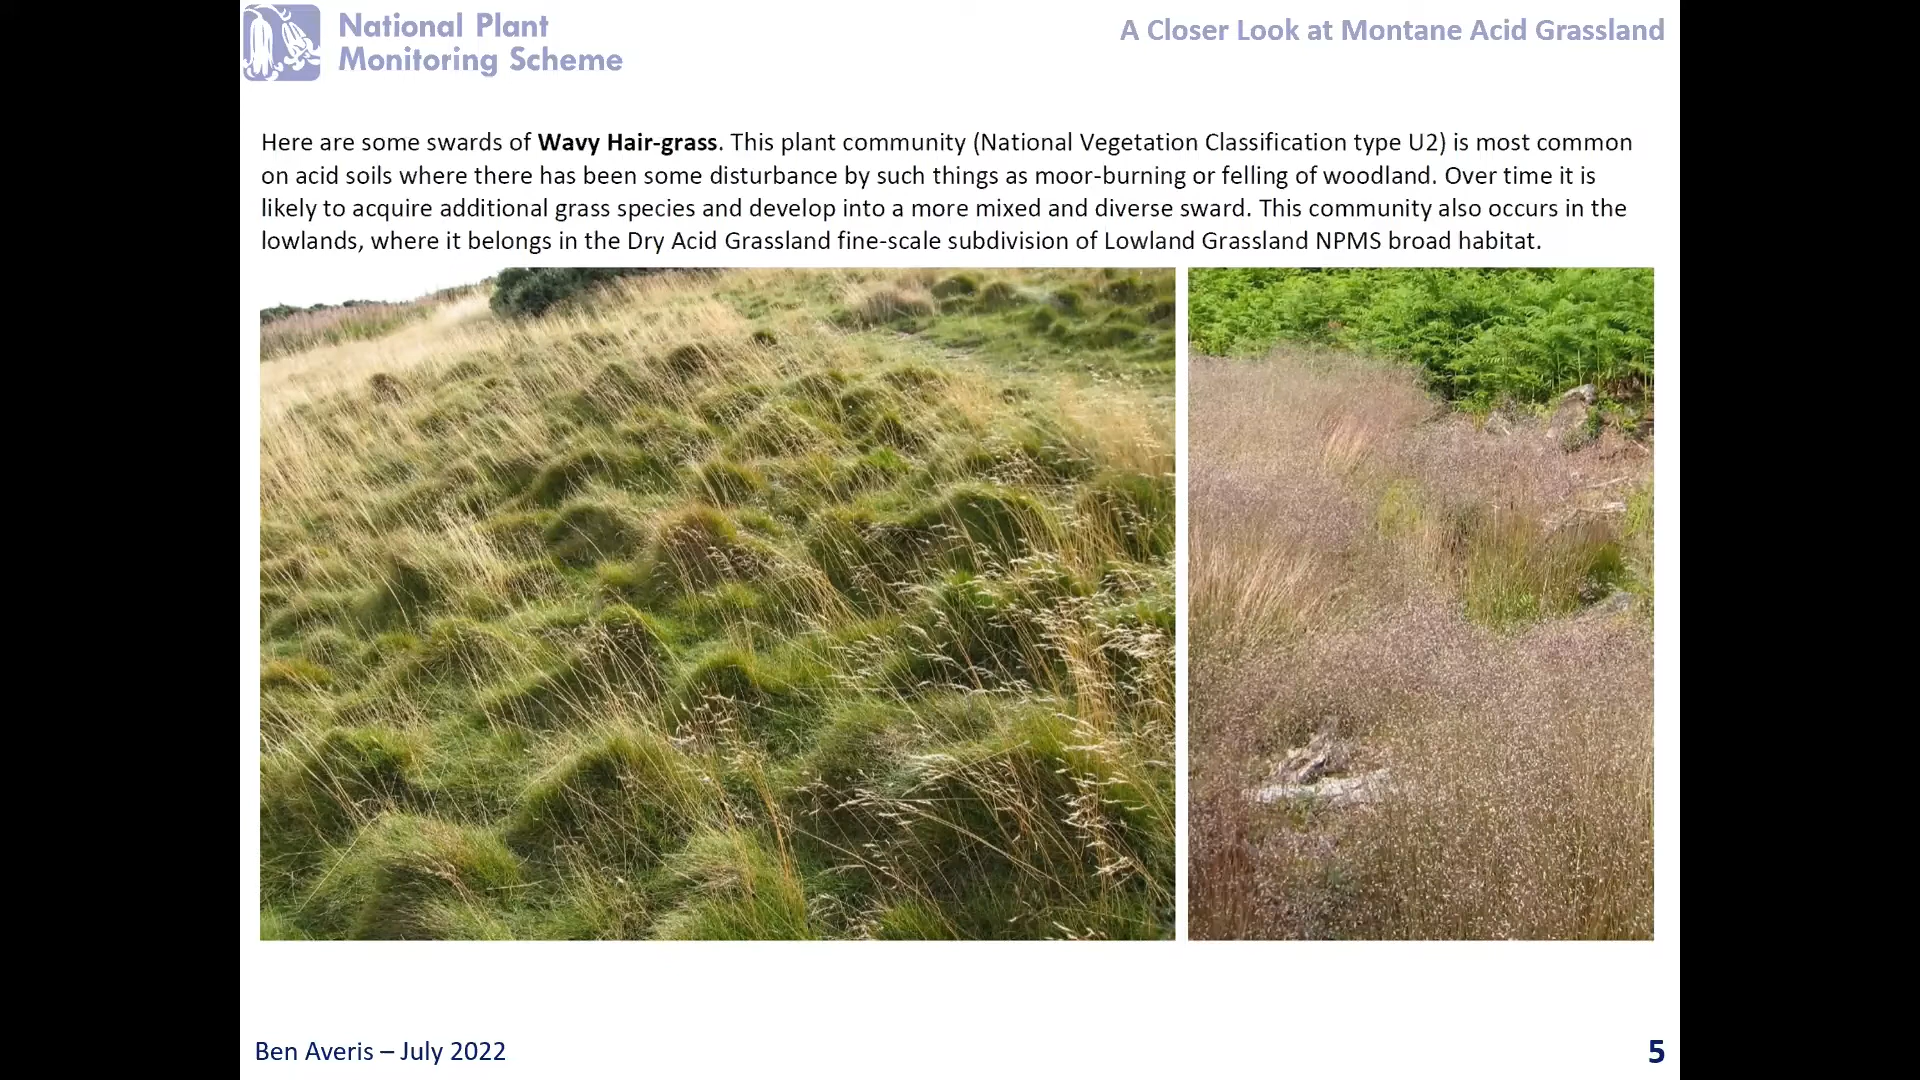 National Plant
Monitoring Scheme
A Closer Look at Montane Acid Grassland
Here are some swards of Wavy Hair-grass. This plant community (National Vegetation Classification type U2) is most common
on acid soils where there has been some disturbance by such things as moor-burning or felling of woodland. Over time it is
likely to acquire additional grass species and develop into a more mixed and diverse sward. This community also occurs in the
lowlands, where it belongs in the Dry Acid Grassland fine-scale subdivision of Lowland Grassland NPMS broad habitat.
Ben Averis – July 2022
5